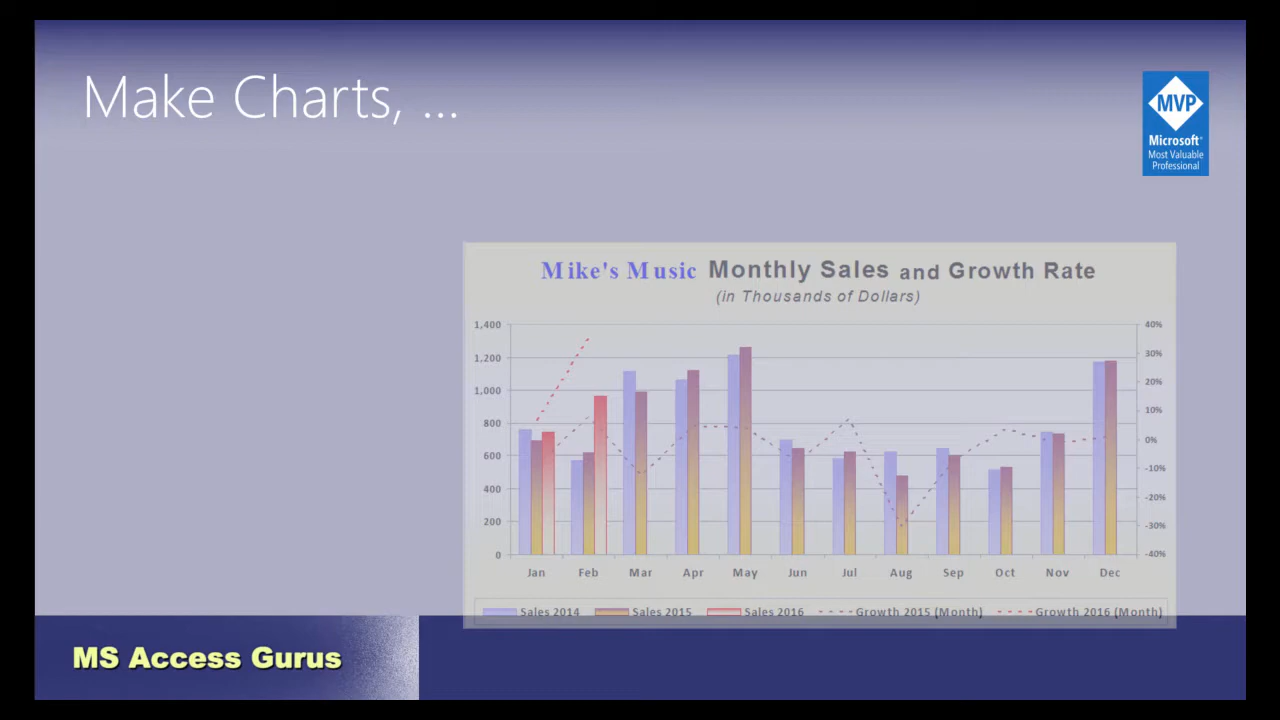 Make Charts, ...
MVP
Microsoft®
Most Valuable
Professional
Mike's Music Monthly Sales and Growth Rate
(in Thousands of Dollars)
1,400 40%
1,200 30%
1,000 20%
800 10%
600 0%
400 -10%
200 -20%
0 -30%
-40%
Jan Feb Mar Apr May Jun Jul Aug Sep Oct Nov Dec
Sales 2014 Sales 2015 Sales 2016 Growth 2015 (Month) Growth 2016 (Month)
MS Access Gurus